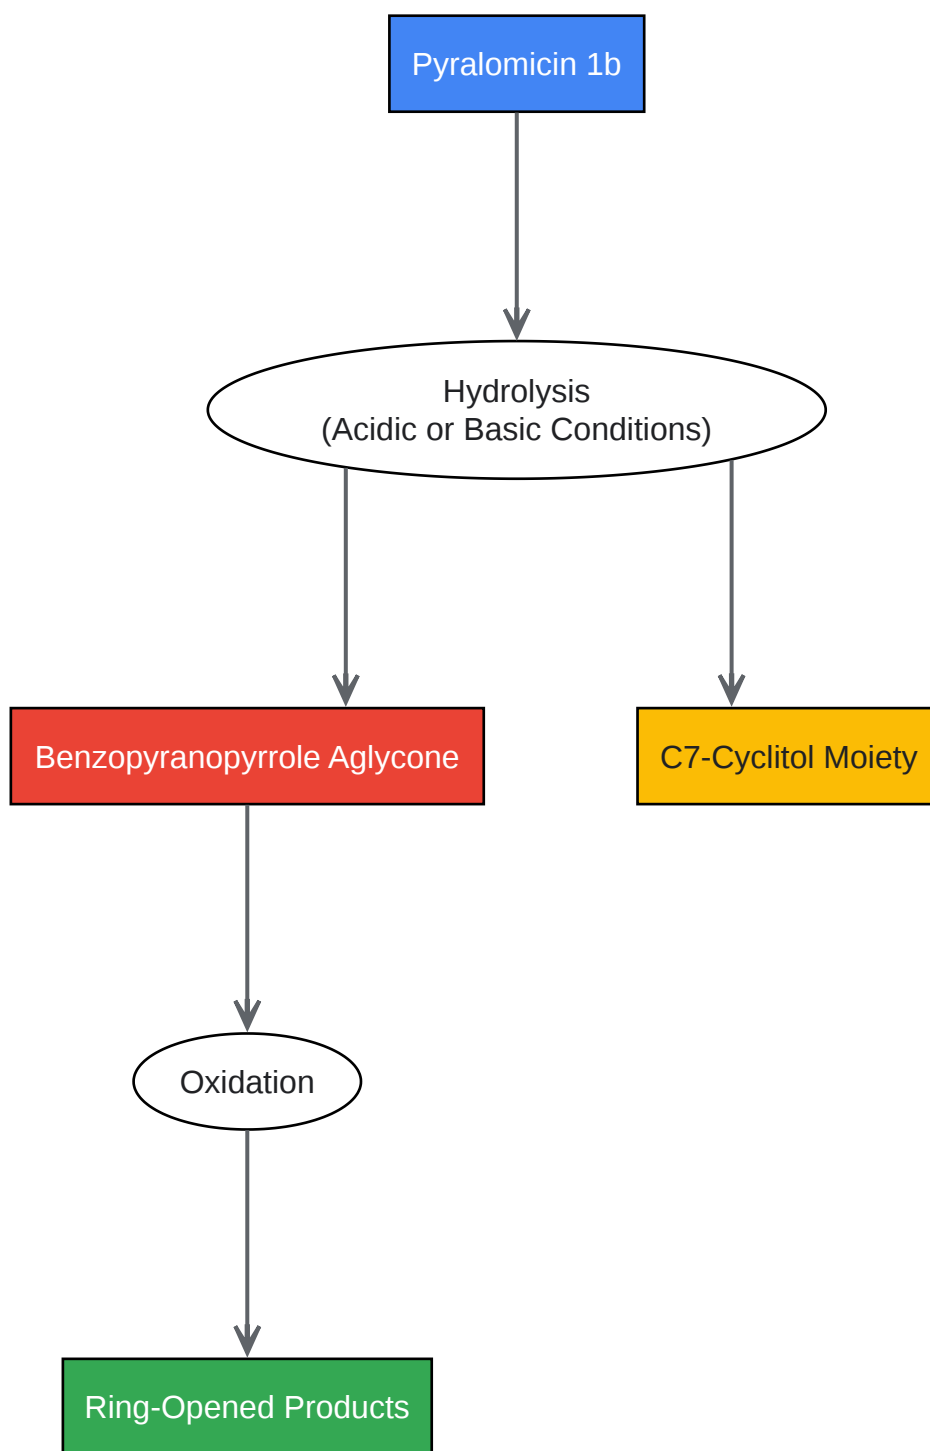 Pyralomicin 1b
Hydrolysis
(Acidic or Basic Conditions)
Benzopyranopyrrole Aglycone
C7-Cyclitol Moiety
Oxidation
Ring-Opened Products